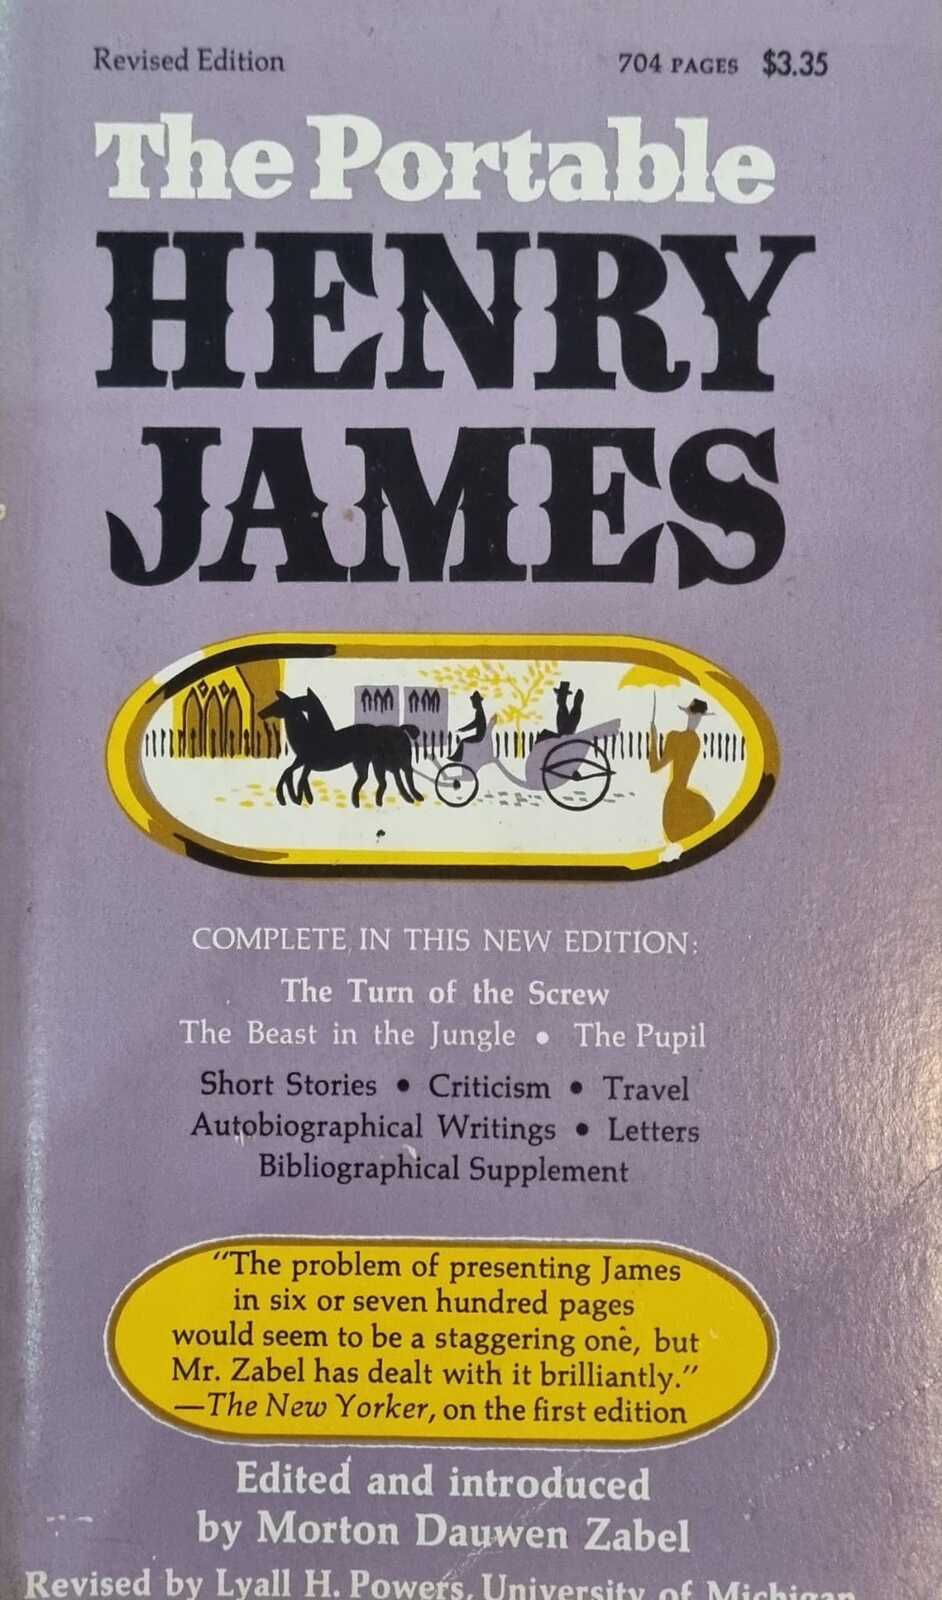 Revised Edition 704 PAGES $3.35
The Portable
HENRY
JAMES
COMPLETE IN THIS NEW EDITION:
The Turn of the Screw
The Beast in the Jungle • The Pupil
Short Stories • Criticism • Travel
Autobiographical Writings • Letters
Bibliographical Supplement
"The problem of presenting James
in six or seven hundred pages
would seem to be a staggering one, but
Mr. Zabel has dealt with it brilliantly."
—The New Yorker, on the first edition
Edited and introduced
by Morton Dauwen Zabel
Revised by Lyall H. Powers, University of Michigan